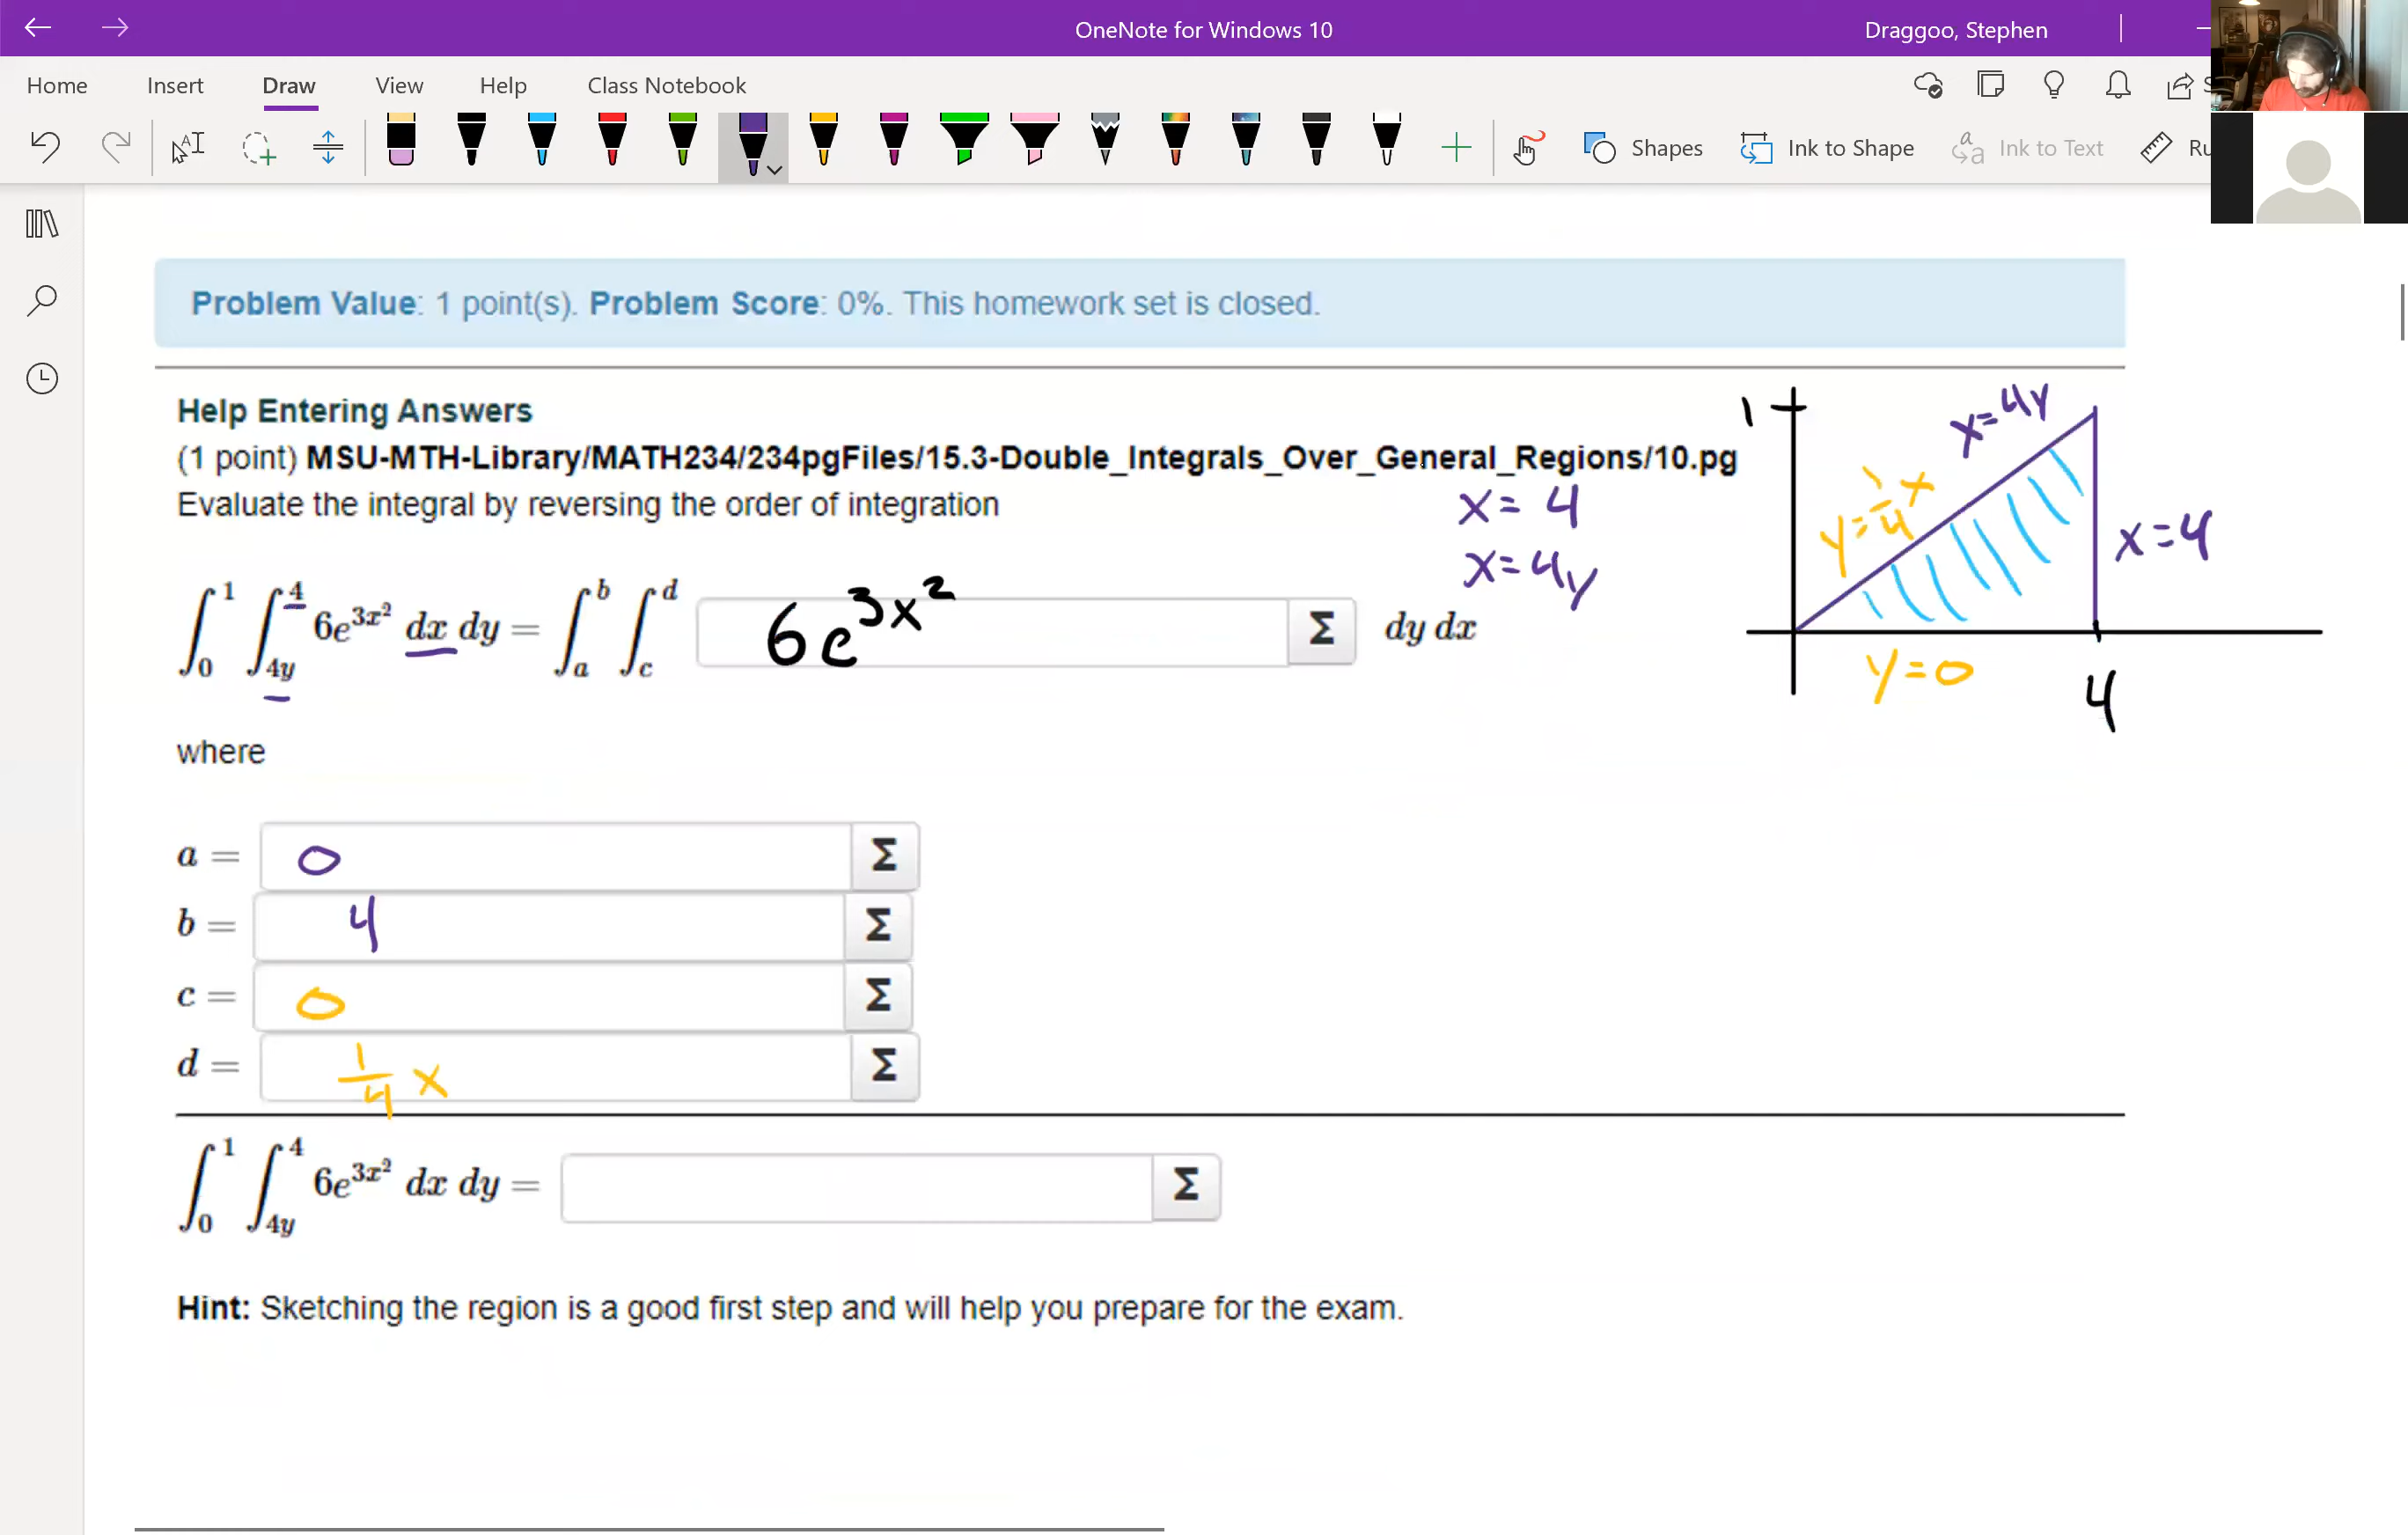 OneNote for Windows 10
Draggoo, Stephen
Home Insert Draw View Help Class Notebook
Shapes Ink to Shape Ink to Text
Problem Value: 1 point(s). Problem Score: 0%. This homework set is closed.
Help Entering Answers
(1 point) MSU-MTH-Library/MATH234/234pgFiles/15.3-Double_Integrals_Over_General_Regions/10.pg
Evaluate the integral by reversing the order of integration
x = 4
x = 4y
∫₀¹ ∫₄ᵧ⁴ 6e^{3x²} dx dy = ∫ₐᵇ ∫_c^d 6e^{3x²} Σ dy dx
1
x=4y
y=1/4 x
x=4
y=0
4
where
a = 0 Σ
b = 4 Σ
c = 0 Σ
d = 1/4 x Σ
∫₀¹ ∫₄ᵧ⁴ 6e^{3x²} dx dy = Σ
Hint: Sketching the region is a good first step and will help you prepare for the exam.